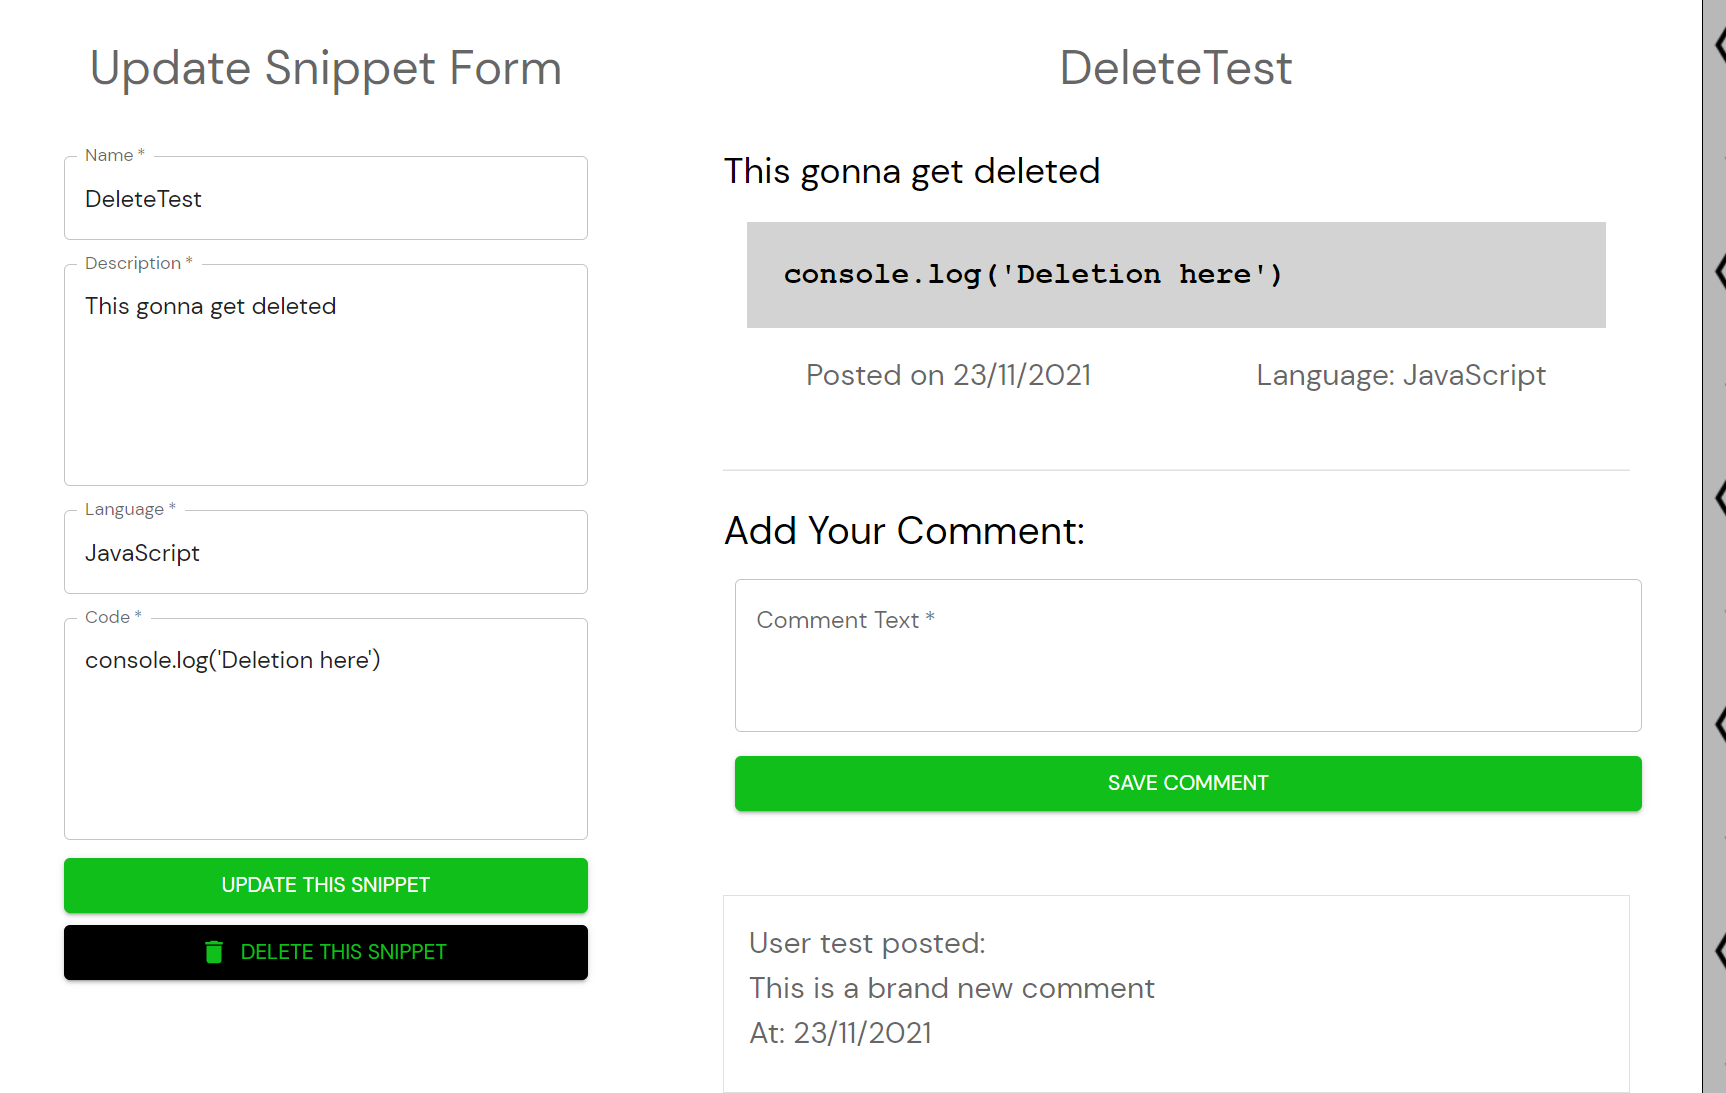 Update Snippet Form
Name *
DeleteTest
Description *
This gonna get deleted
Language *
JavaScript
Code *
console.log('Deletion here')
UPDATE THIS SNIPPET
DELETE THIS SNIPPET
DeleteTest
This gonna get deleted
console.log('Deletion here')
Posted on 23/11/2021
Language: JavaScript
Add Your Comment:
Comment Text *
SAVE COMMENT
User test posted:
This is a brand new comment
At: 23/11/2021